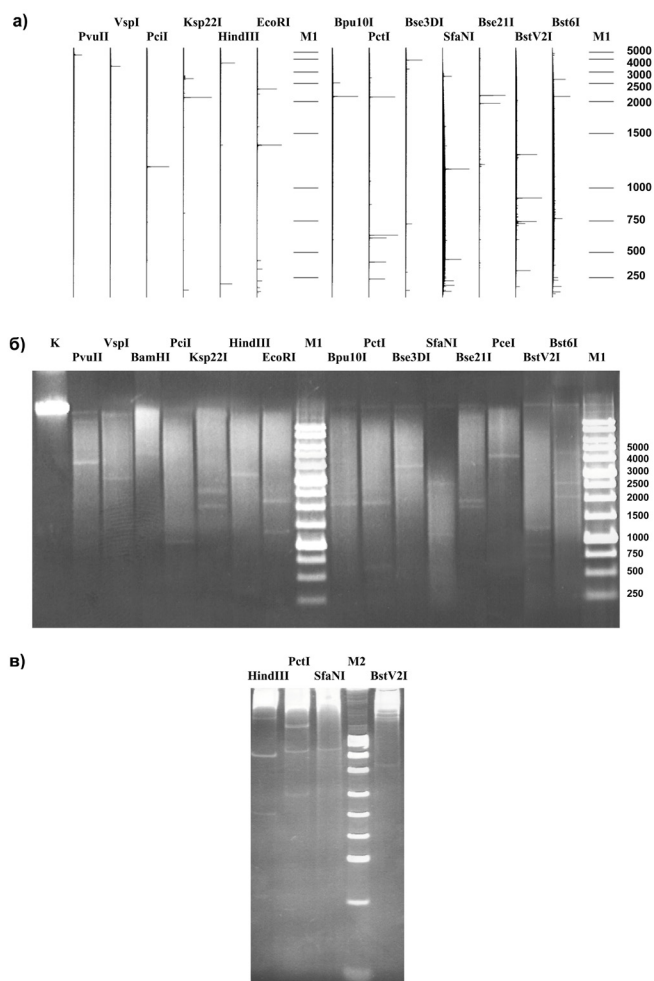 а)
VspI Ksp22I EcoRI Bpu10I Bse3DI Bse21I Bst6I
PvuII PciI HindIII M1 PctI SfaNI BstV2I M1
5000
4000
3000
2500
2000
1500
1000
750
500
250
б)
K VspI PciI HindIII M1 PctI SfaNI PceI Bst6I
PvuII BamHI Ksp22I EcoRI Bpu10I Bse3DI Bse21I BstV2I M1
5000
4000
3000
2500
2000
1500
1000
750
500
250
в)
PctI M2
HindIII SfaNI BstV2I